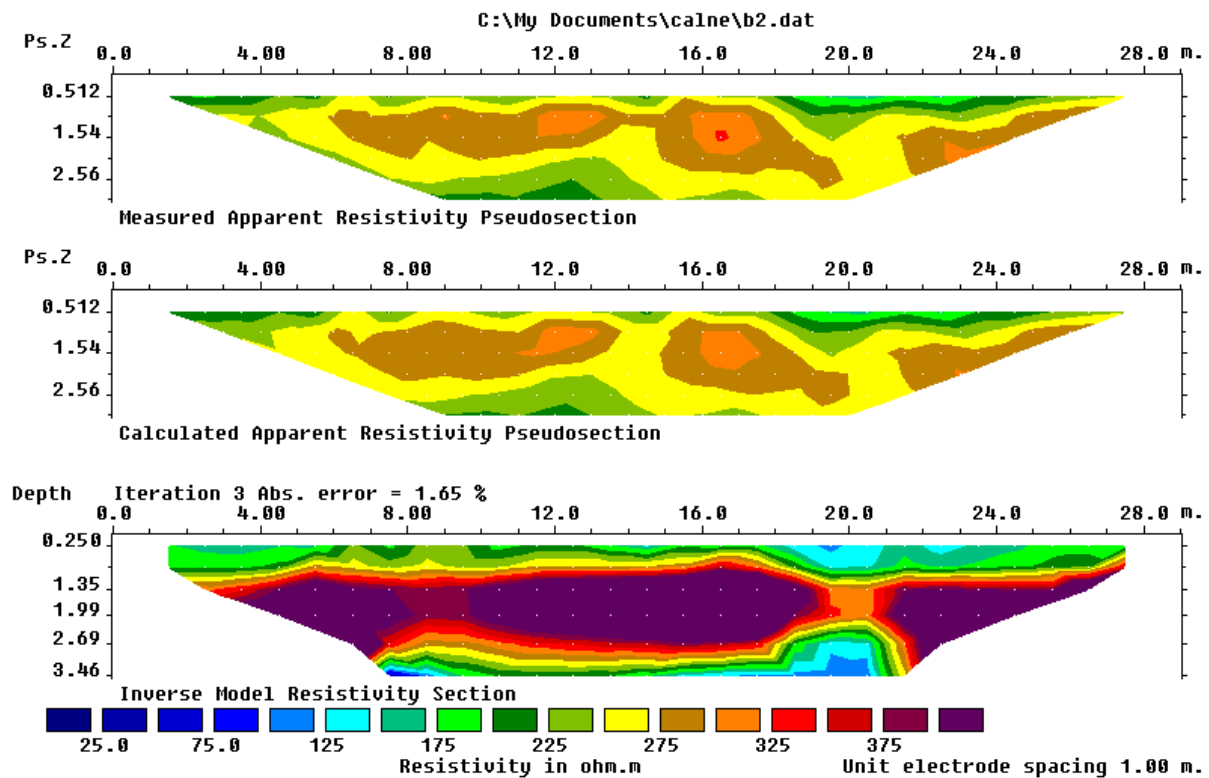 C:\My Documents\calne\b2.dat
Ps.Z 0.0 4.00 8.00 12.0 16.0 20.0 24.0 28.0 m.
0.512
1.54
2.56
Measured Apparent Resistivity Pseudosection
Ps.Z 0.0 4.00 8.00 12.0 16.0 20.0 24.0 28.0 m.
0.512
1.54
2.56
Calculated Apparent Resistivity Pseudosection
Depth Iteration 3 Abs. error = 1.65 %
0.0 4.00 8.00 12.0 16.0 20.0 24.0 28.0 m.
0.250
1.35
1.99
2.69
3.46
Inverse Model Resistivity Section
25.0 75.0 125 175 225 275 325 375
Resistivity in ohm.m Unit electrode spacing 1.00 m.